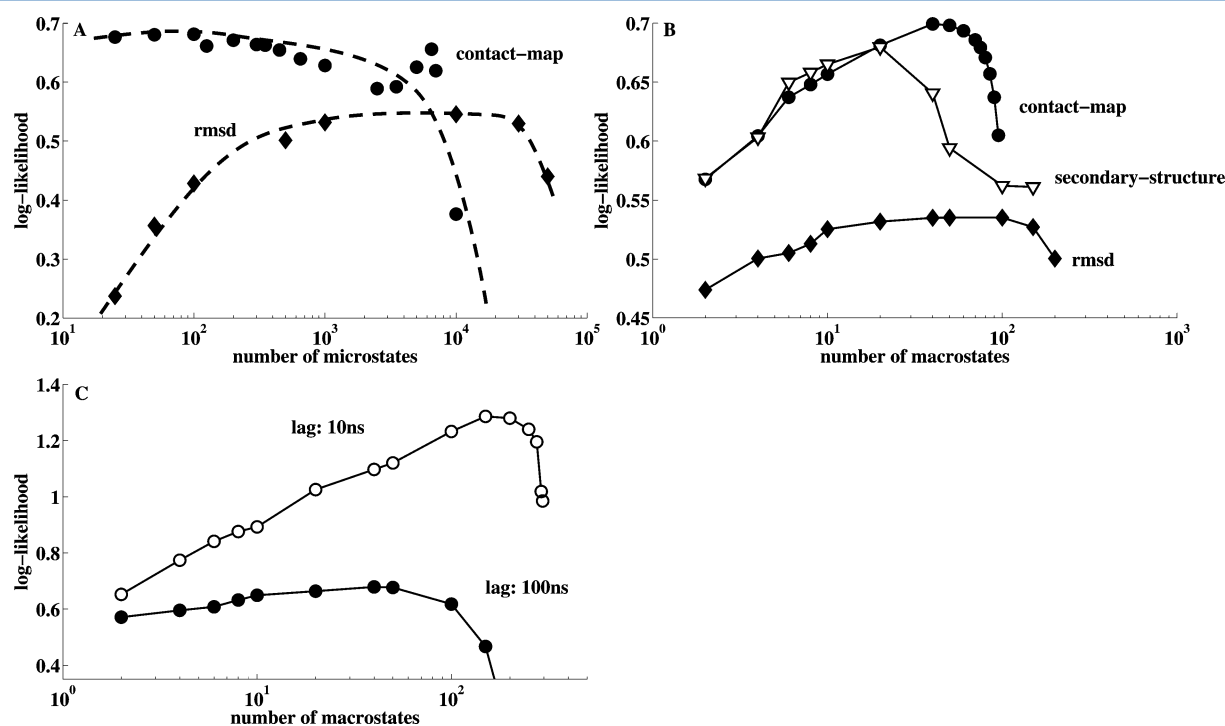 A
0.7
0.6
0.5
0.4
0.3
0.2
log−likelihood
contact−map
rmsd
10^1
10^2
10^3
10^4
10^5
number of microstates
B
0.7
0.65
0.6
0.55
0.5
0.45
log−likelihood
contact−map
secondary−structure
rmsd
10^0
10^1
10^2
10^3
number of macrostates
C
1.4
1.2
1
0.8
0.6
0.4
log−likelihood
lag: 10ns
lag: 100ns
10^0
10^1
10^2
number of macrostates